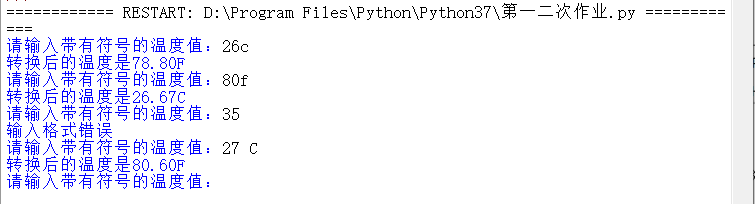 ============ RESTART: D:\Program Files\Python\Python37\第一二次作业.py =========
===
请输入带有符号的温度值：26c
转换后的温度是78.80F
请输入带有符号的温度值：80f
转换后的温度是26.67C
请输入带有符号的温度值：35
输入格式错误
请输入带有符号的温度值：27 C
转换后的温度是80.60F
请输入带有符号的温度值：